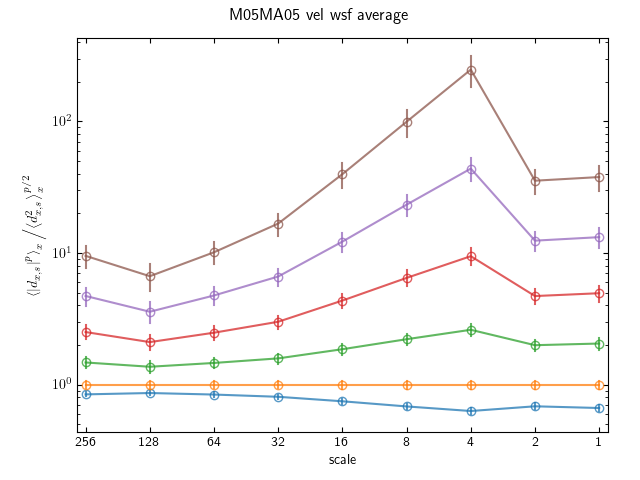 M05MA05 vel wsf average
⟨|d_{x,s}|^p⟩_x / ⟨d_{x,s}^2⟩_x^{p/2}
10^2
10^1
10^0
256 128 64 32 16 8 4 2 1
scale